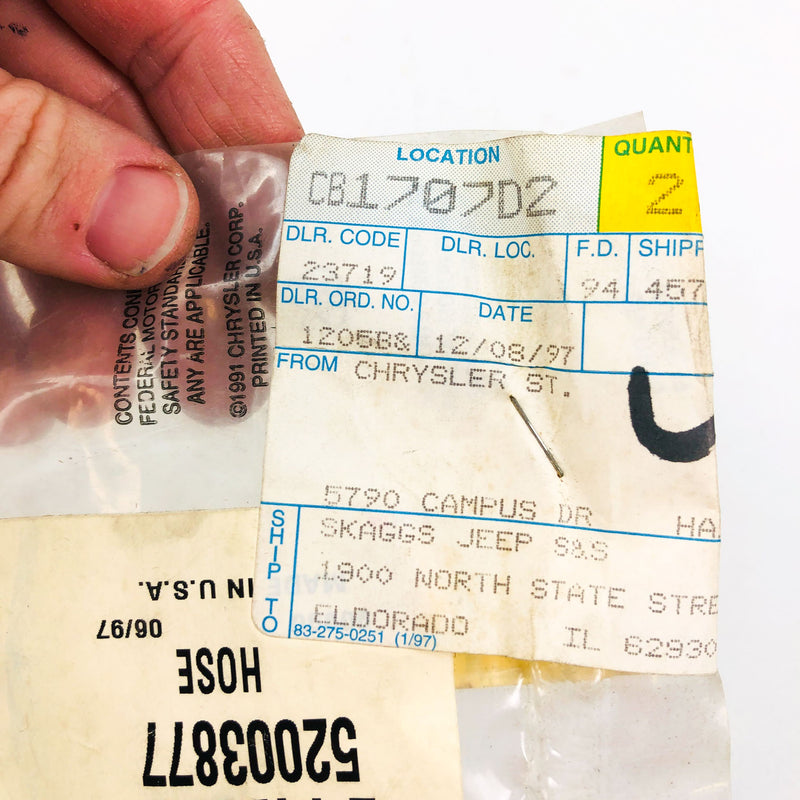 LOCATION
QUANT
CB1707D2
2
DLR. CODE
DLR. LOC.
F.D.
SHIPP
23719
94
457
DLR. ORD. NO.
DATE
1205B&
12/08/97
FROM
CHRYSLER ST.
5790 CAMPUS DR HA
SHIP TO
SKAGGS JEEP S&S
1900 NORTH STATE STRE
ELDORADO
IL 62930
83-275-0251 (1/97)
CONTENTS
FEDERAL MOTOR
SAFETY STANDAR
ANY ARE APPLICABLE.
©1991 CHRYSLER CORP.
PRINTED IN U.S.A.
IN U.S.A.
06/97
HOSE
52003877